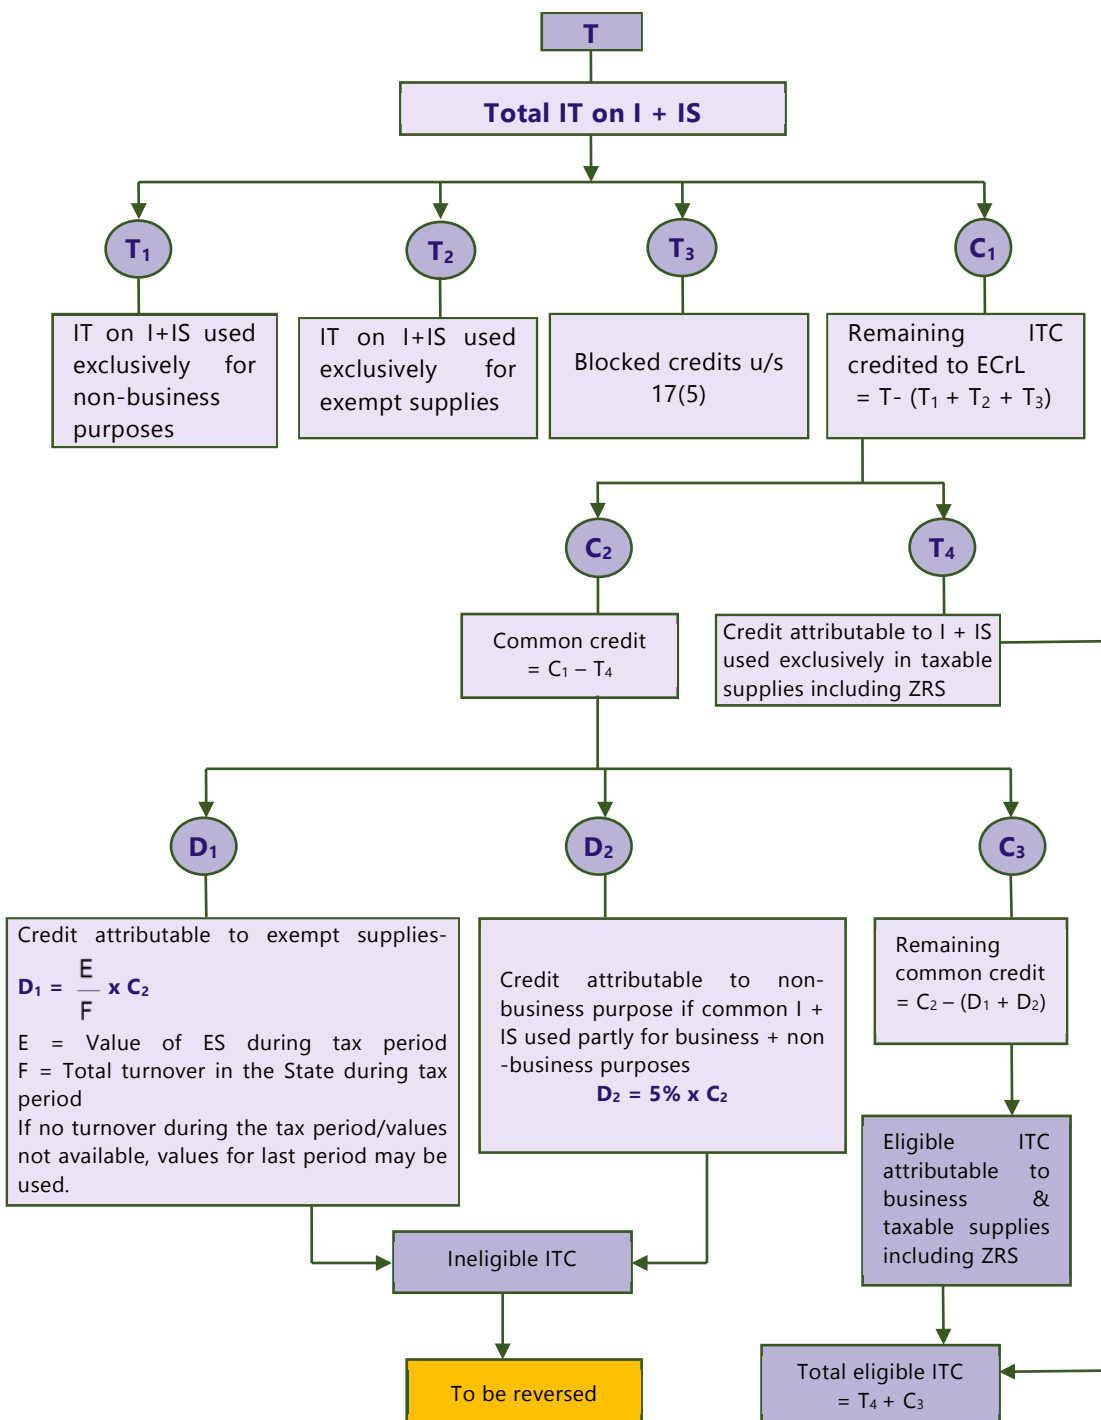 T
Total IT on I + IS
T₁
T₂
T₃
C₁
IT on I+IS used
exclusively for
non-business
purposes
IT on I+IS used
exclusively for
exempt supplies
Blocked credits u/s
17(5)
Remaining ITC
credited to ECrL
= T- (T₁ + T₂ + T₃)
C₂
T₄
Common credit
= C₁ – T₄
Credit attributable to I + IS
used exclusively in taxable
supplies including ZRS
D₁
D₂
C₃
Credit attributable to exempt supplies-
D₁ = E/F x C₂
E = Value of ES during tax period
F = Total turnover in the State during tax
period
If no turnover during the tax period/values
not available, values for last period may be
used.
Credit attributable to non-
business purpose if common I +
IS used partly for business + non
-business purposes
D₂ = 5% x C₂
Remaining
common credit
= C₂ – (D₁ + D₂)
Eligible ITC
attributable to
business &
taxable supplies
including ZRS
Ineligible ITC
To be reversed
Total eligible ITC
= T₄ + C₃